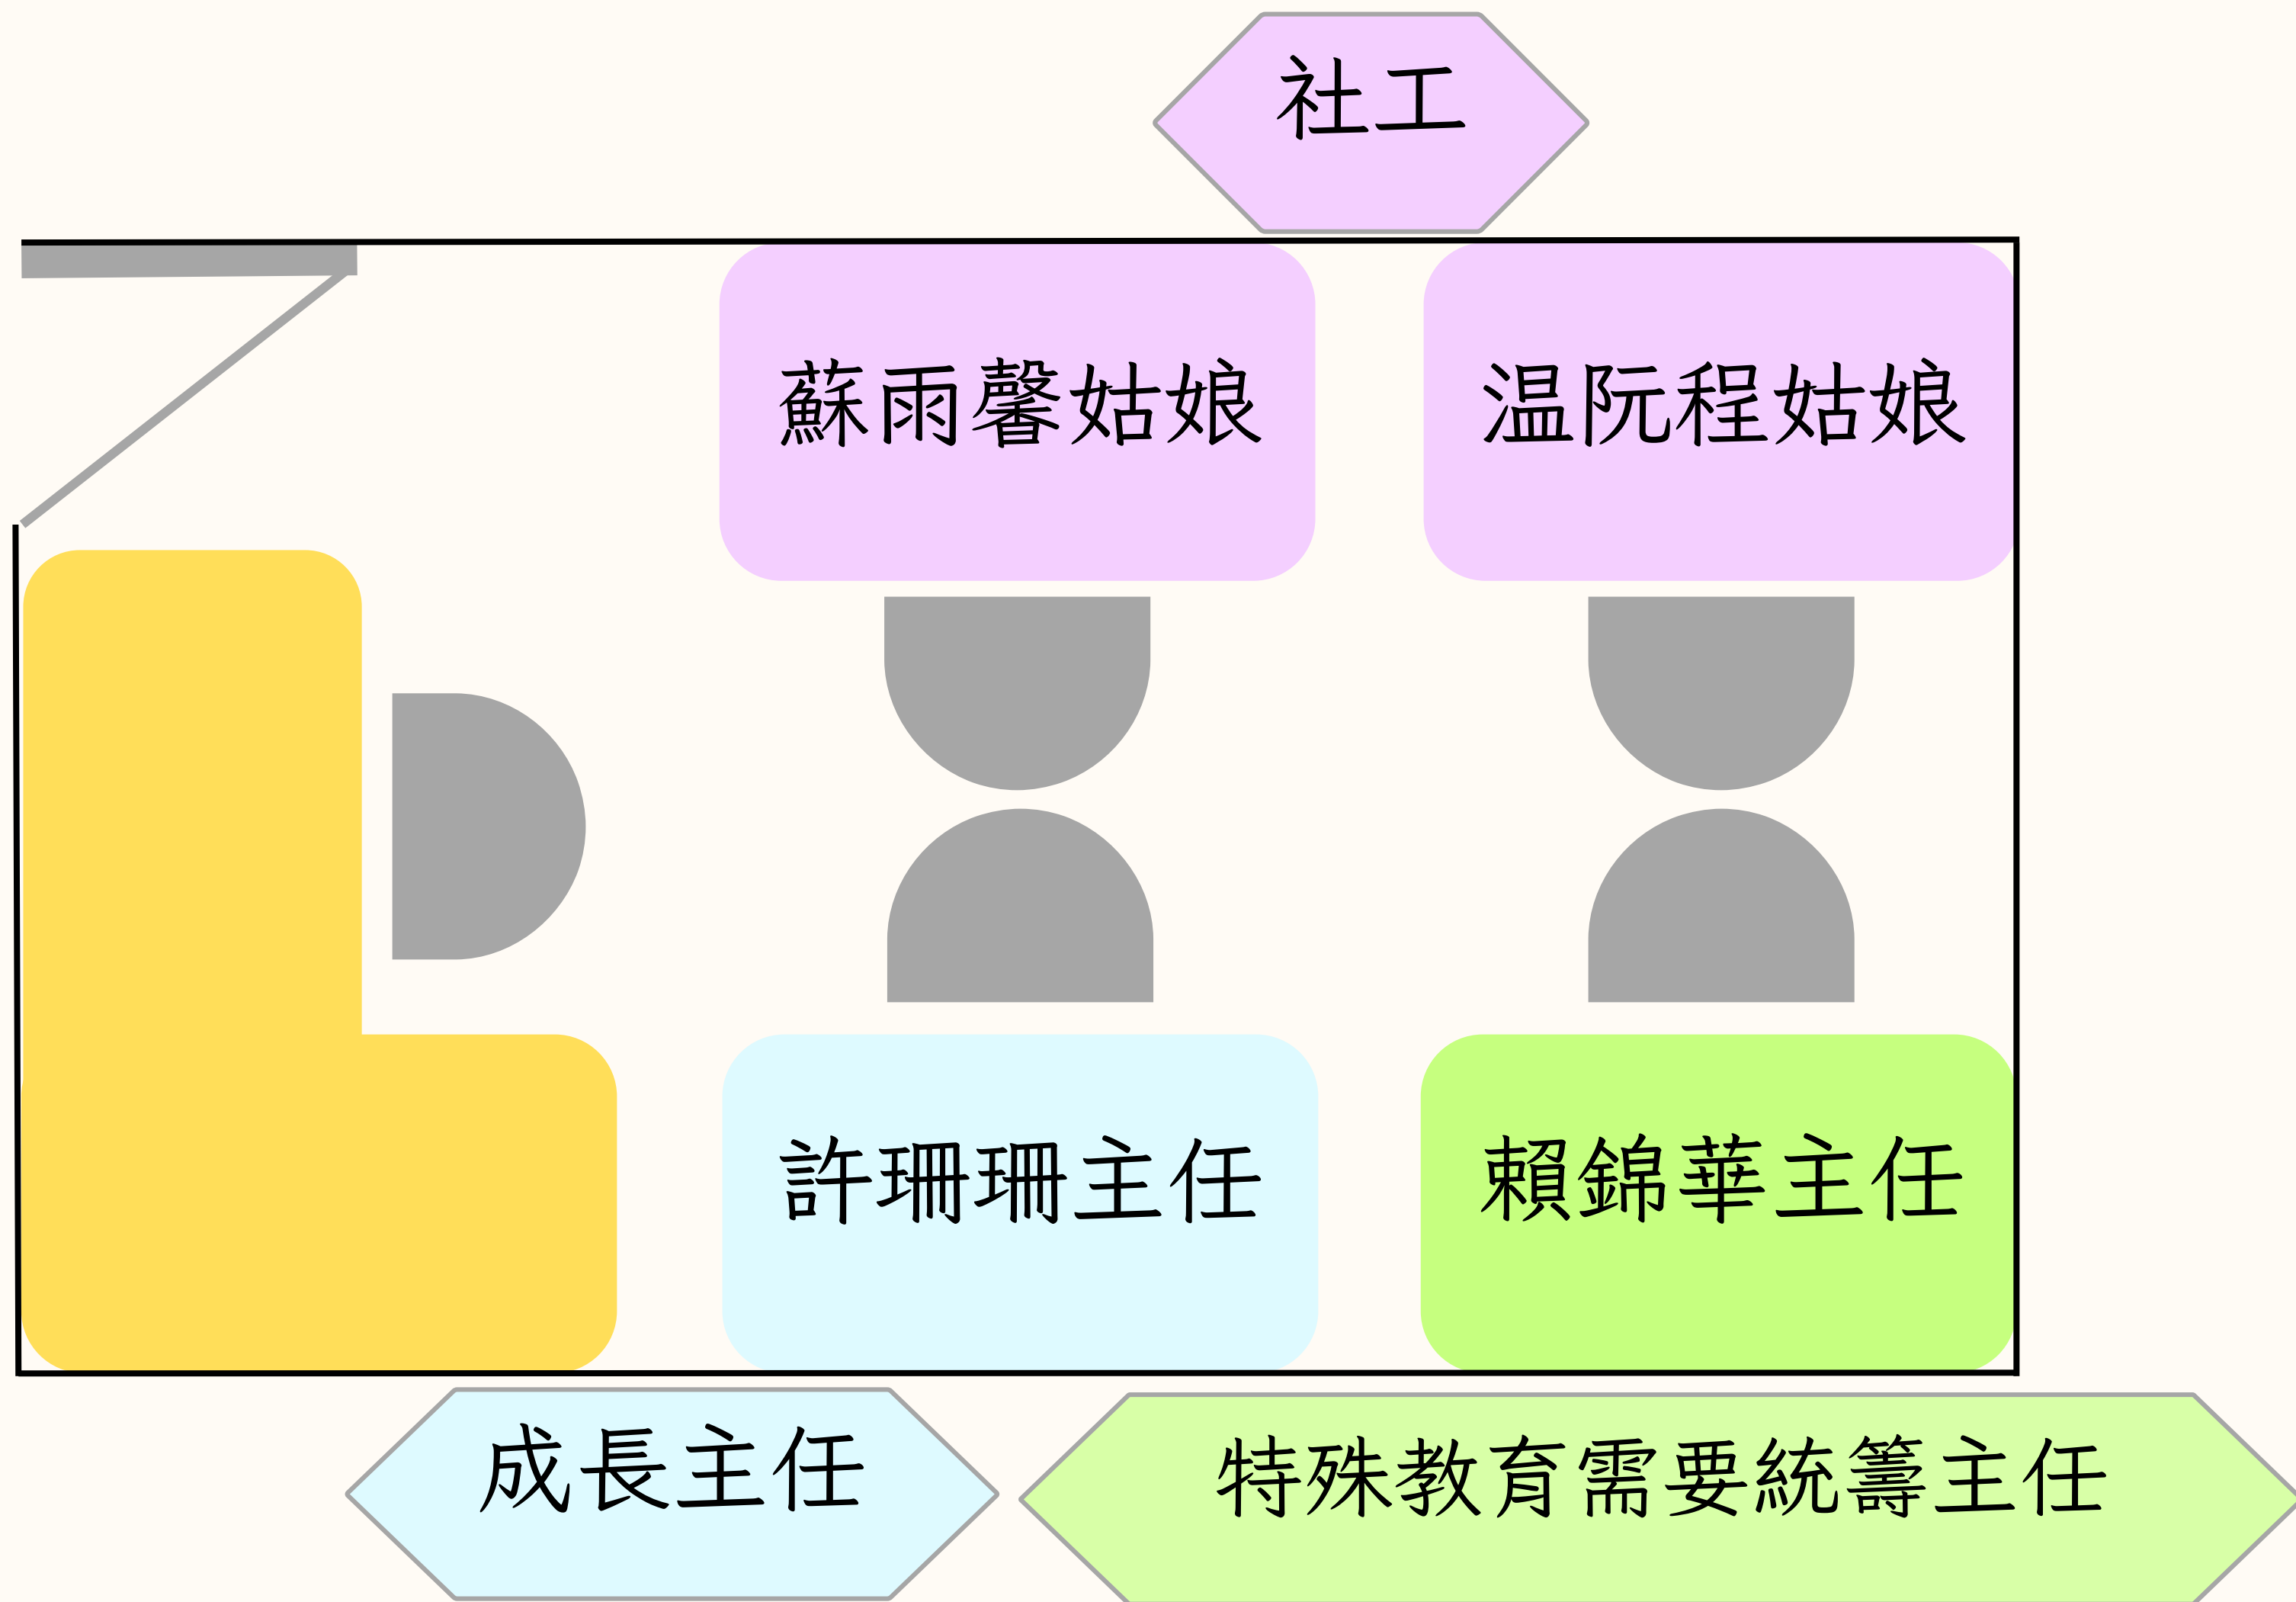 社工
蘇雨馨姑娘
温阮程姑娘
許珊珊主任
賴錦華主任
成長主任
特殊教育需要統籌主任